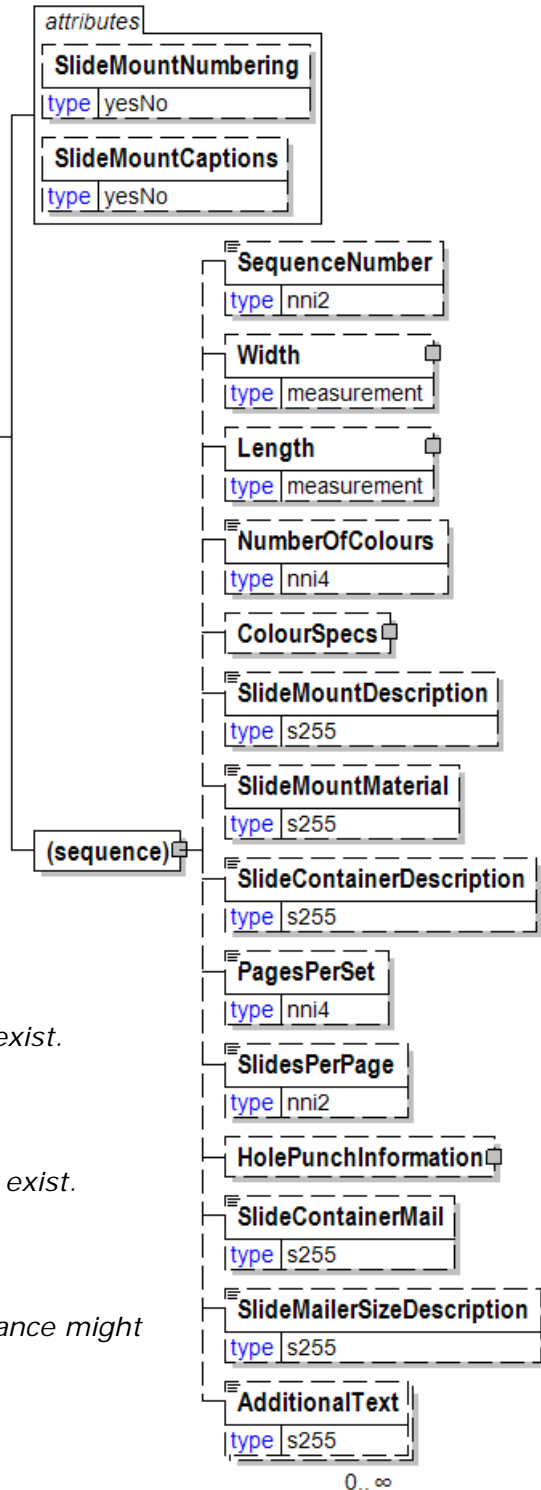 attributes
SlideMountNumbering
type yesNo
SlideMountCaptions
type yesNo
SequenceNumber
type nni2
Width
type measurement
Length
type measurement
NumberOfColours
type nni4
ColourSpecs
SlideMountDescription
type s255
SlideMountMaterial
type s255
(sequence)
SlideContainerDescription
type s255
PagesPerSet
type nni4
exist.
SlidesPerPage
type nni2
HolePunchInformation
exist.
SlideContainerMail
type s255
SlideMailerSizeDescription
ance might
type s255
AdditionalText
type s255
0..∞